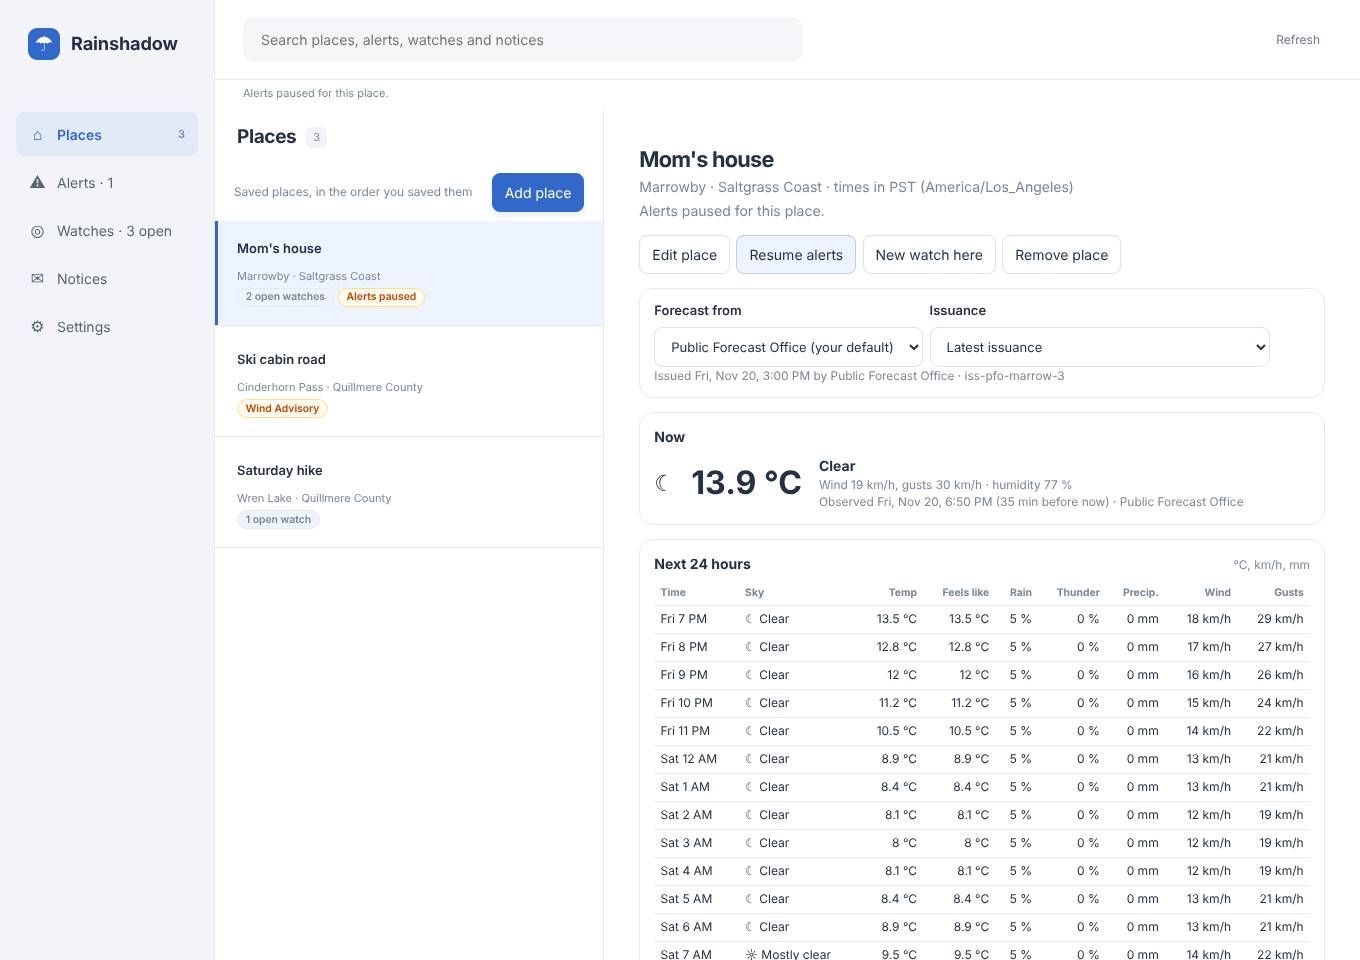 Rainshadow
Search places, alerts, watches and notices
Refresh
Places 3
Alerts · 1
Watches · 3 open
Notices
Settings
Alerts paused for this place.
Places 3
Saved places, in the order you saved them
Add place
Mom's house
Marrowby · Saltgrass Coast
2 open watches Alerts paused
Ski cabin road
Cinderhorn Pass · Quillmere County
Wind Advisory
Saturday hike
Wren Lake · Quillmere County
1 open watch
Mom's house
Marrowby · Saltgrass Coast · times in PST (America/Los_Angeles)
Alerts paused for this place.
Edit place Resume alerts New watch here Remove place
Forecast from Issuance
Public Forecast Office (your default) Latest issuance
Issued Fri, Nov 20, 3:00 PM by Public Forecast Office · iss-pfo-marrow-3
Now
13.9 °C
Clear
Wind 19 km/h, gusts 30 km/h · humidity 77 %
Observed Fri, Nov 20, 6:50 PM (35 min before now) · Public Forecast Office
Next 24 hours °C, km/h, mm
Time Sky Temp Feels like Rain Thunder Precip. Wind Gusts
Fri 7 PM Clear 13.5 °C 13.5 °C 5 % 0 % 0 mm 18 km/h 29 km/h
Fri 8 PM Clear 12.8 °C 12.8 °C 5 % 0 % 0 mm 17 km/h 27 km/h
Fri 9 PM Clear 12 °C 12 °C 5 % 0 % 0 mm 16 km/h 26 km/h
Fri 10 PM Clear 11.2 °C 11.2 °C 5 % 0 % 0 mm 15 km/h 24 km/h
Fri 11 PM Clear 10.5 °C 10.5 °C 5 % 0 % 0 mm 14 km/h 22 km/h
Sat 12 AM Clear 8.9 °C 8.9 °C 5 % 0 % 0 mm 13 km/h 21 km/h
Sat 1 AM Clear 8.4 °C 8.4 °C 5 % 0 % 0 mm 13 km/h 21 km/h
Sat 2 AM Clear 8.1 °C 8.1 °C 5 % 0 % 0 mm 12 km/h 19 km/h
Sat 3 AM Clear 8 °C 8 °C 5 % 0 % 0 mm 12 km/h 19 km/h
Sat 4 AM Clear 8.1 °C 8.1 °C 5 % 0 % 0 mm 12 km/h 19 km/h
Sat 5 AM Clear 8.4 °C 8.4 °C 5 % 0 % 0 mm 13 km/h 21 km/h
Sat 6 AM Clear 8.9 °C 8.9 °C 5 % 0 % 0 mm 13 km/h 21 km/h
Sat 7 AM Mostly clear 9.5 °C 9.5 °C 5 % 0 % 0 mm 14 km/h 22 km/h